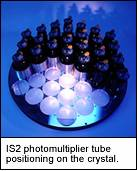 IS2 photomultiplier tube
positioning on the crystal.